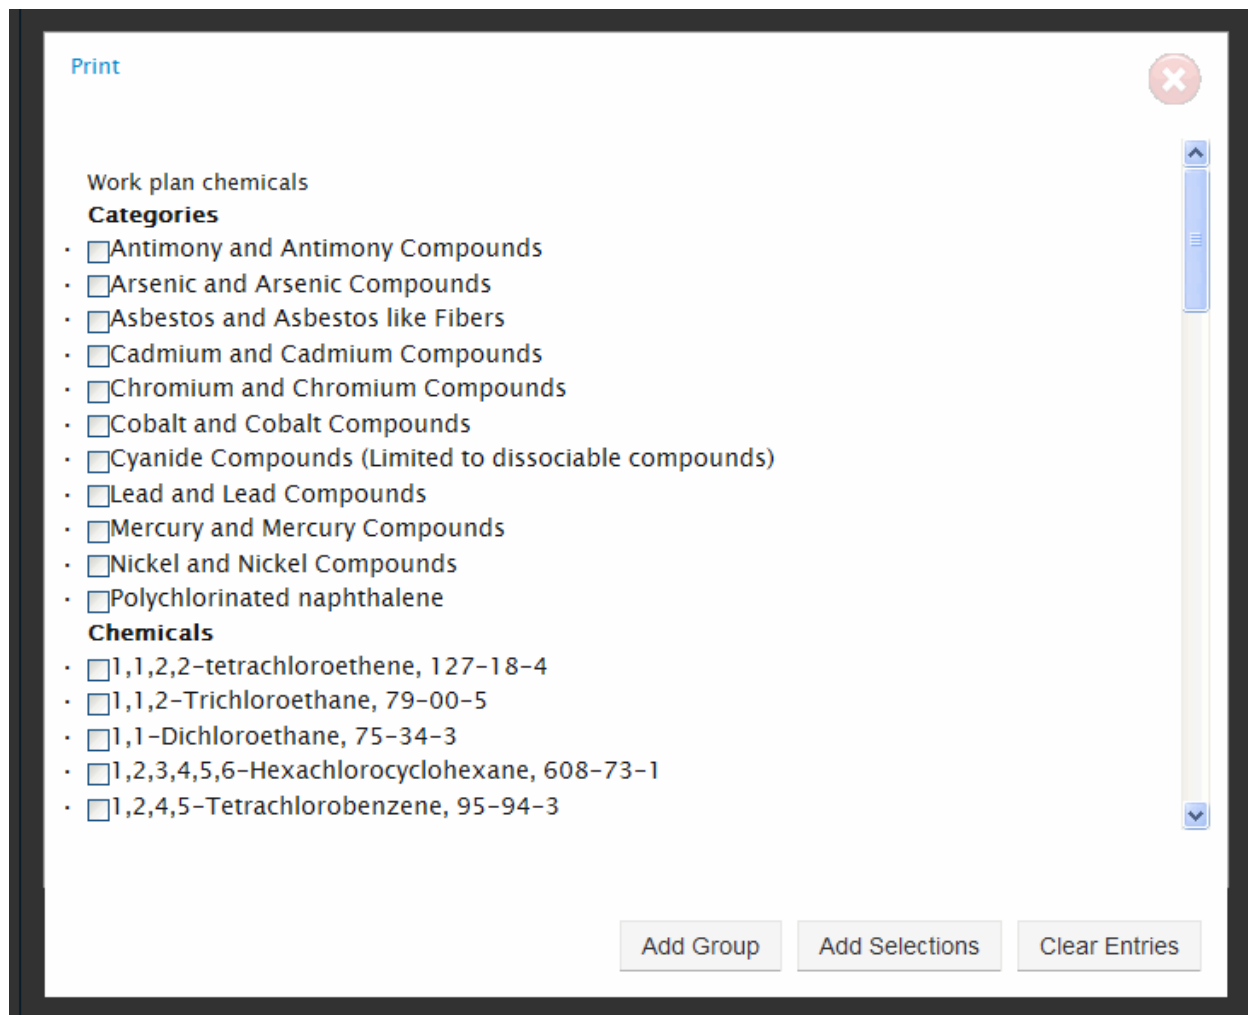 Print
Work plan chemicals
Categories
· Antimony and Antimony Compounds
· Arsenic and Arsenic Compounds
· Asbestos and Asbestos like Fibers
· Cadmium and Cadmium Compounds
· Chromium and Chromium Compounds
· Cobalt and Cobalt Compounds
· Cyanide Compounds (Limited to dissociable compounds)
· Lead and Lead Compounds
· Mercury and Mercury Compounds
· Nickel and Nickel Compounds
· Polychlorinated naphthalene
Chemicals
· 1,1,2,2-tetrachloroethene, 127-18-4
· 1,1,2-Trichloroethane, 79-00-5
· 1,1-Dichloroethane, 75-34-3
· 1,2,3,4,5,6-Hexachlorocyclohexane, 608-73-1
· 1,2,4,5-Tetrachlorobenzene, 95-94-3
Add Group Add Selections Clear Entries